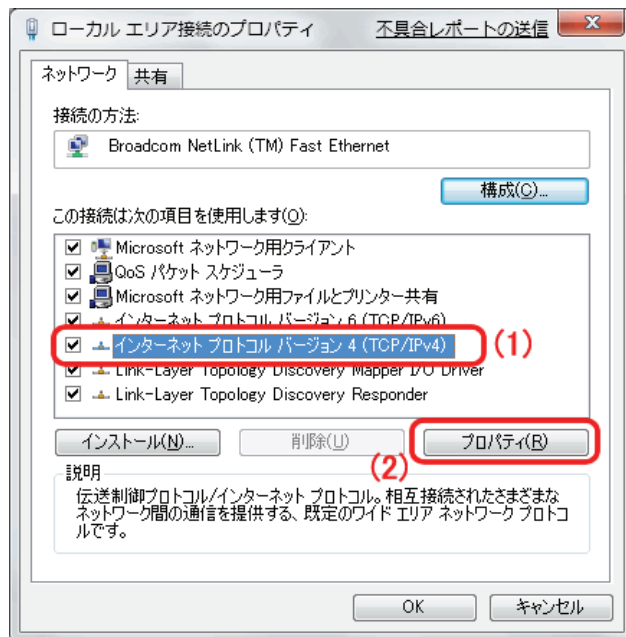 ローカル エリア接続のプロパティ
不具合レポートの送信
ネットワーク
共有
接続の方法:
Broadcom NetLink (TM) Fast Ethernet
構成(C)...
この接続は次の項目を使用します(O):
Microsoft ネットワーク用クライアント
QoS パケット スケジューラ
Microsoft ネットワーク用ファイルとプリンター共有
インターネット プロトコル バージョン 6 (TCP/IPv6)
インターネット プロトコル バージョン 4 (TCP/IPv4)
(1)
Link-Layer Topology Discovery Mapper I/O Driver
Link-Layer Topology Discovery Responder
インストール(N)...
削除(U)
プロパティ(R)
(2)
説明
伝送制御プロトコル/インターネット プロトコル。相互接続されたさまざまな
ネットワーク間の通信を提供する、既定のワイド エリア ネットワーク プロトコ
ルです。
OK
キャンセル